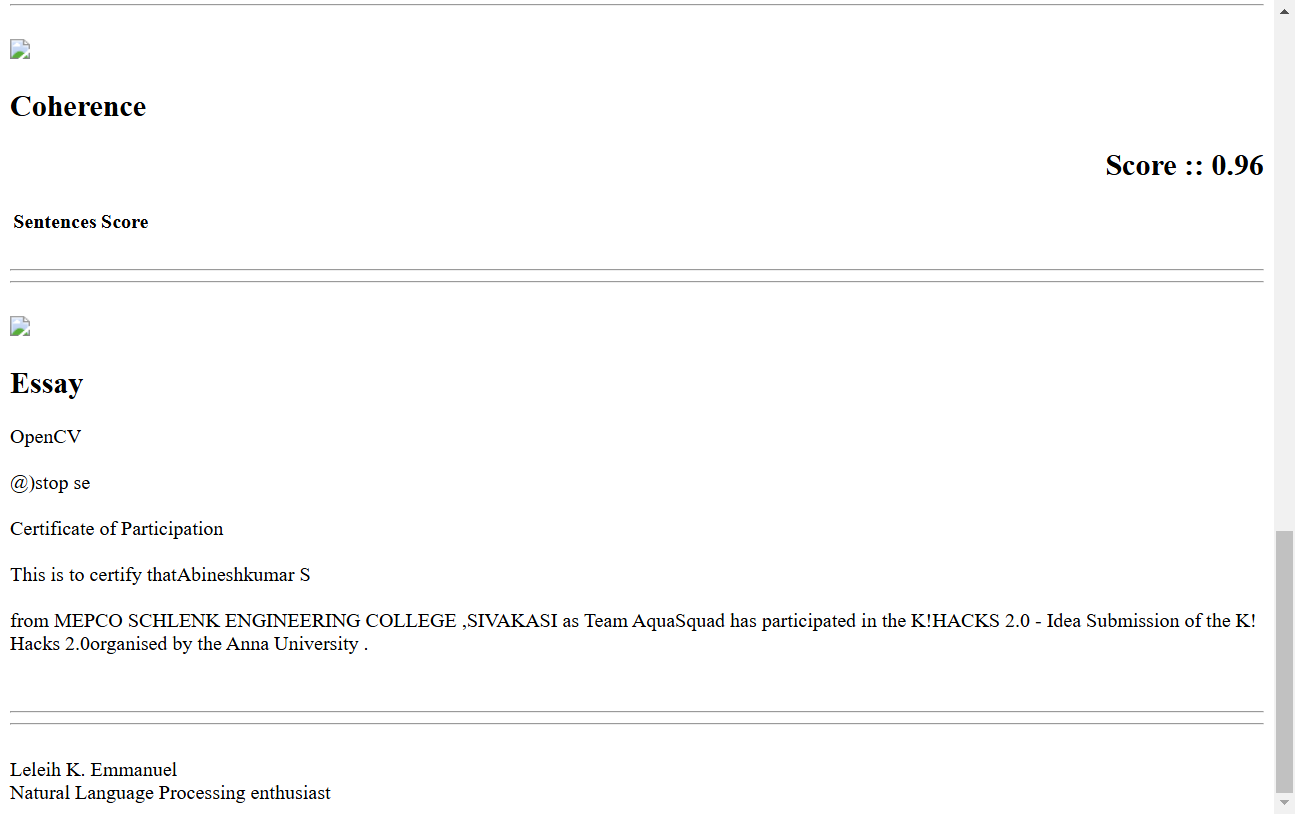 Coherence
Score :: 0.96
Sentences Score
Essay
OpenCV
@)stop se
Certificate of Participation
This is to certify thatAbineshkumar S
from MEPCO SCHLENK ENGINEERING COLLEGE ,SIVAKASI as Team AquaSquad has participated in the K!HACKS 2.0 - Idea Submission of the K!
Hacks 2.0organised by the Anna University .
Leleih K. Emmanuel
Natural Language Processing enthusiast